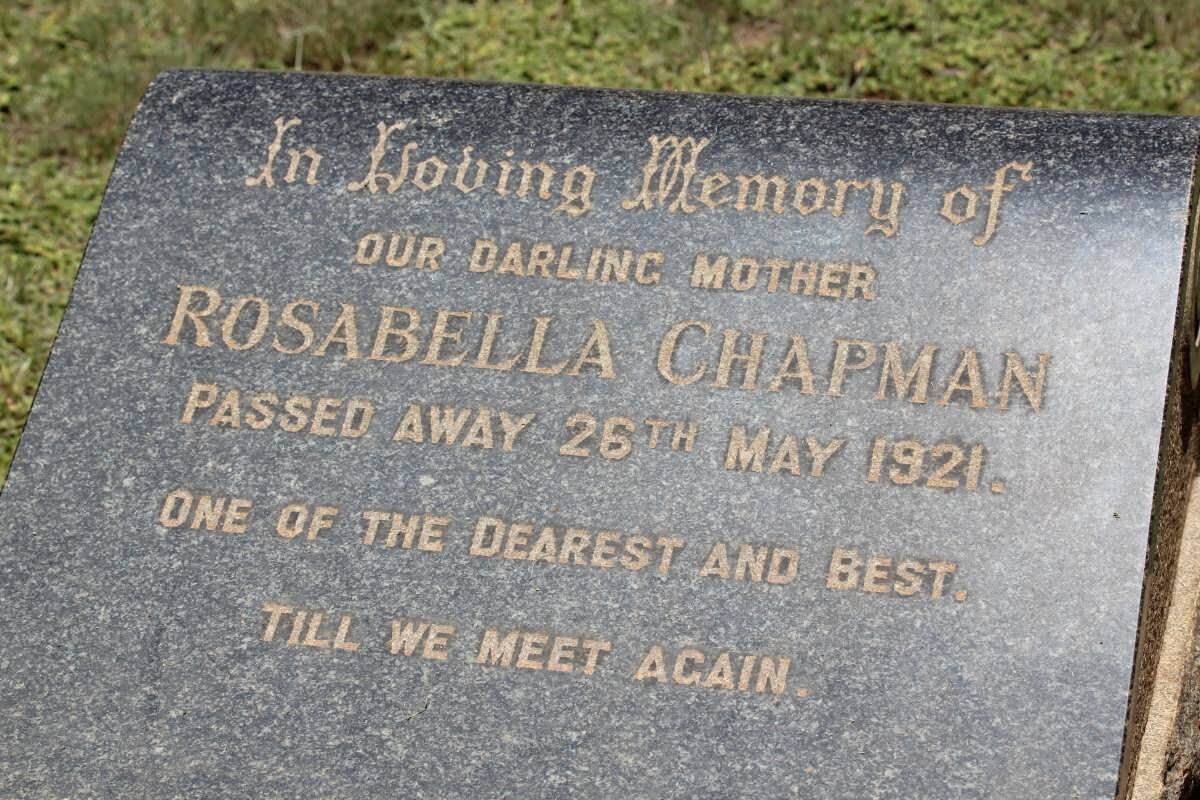 In Loving Memory of
OUR DARLING MOTHER
ROSABELLA CHAPMAN
PASSED AWAY 26TH MAY 1921.
ONE OF THE DEAREST AND BEST.
TILL WE MEET AGAIN.